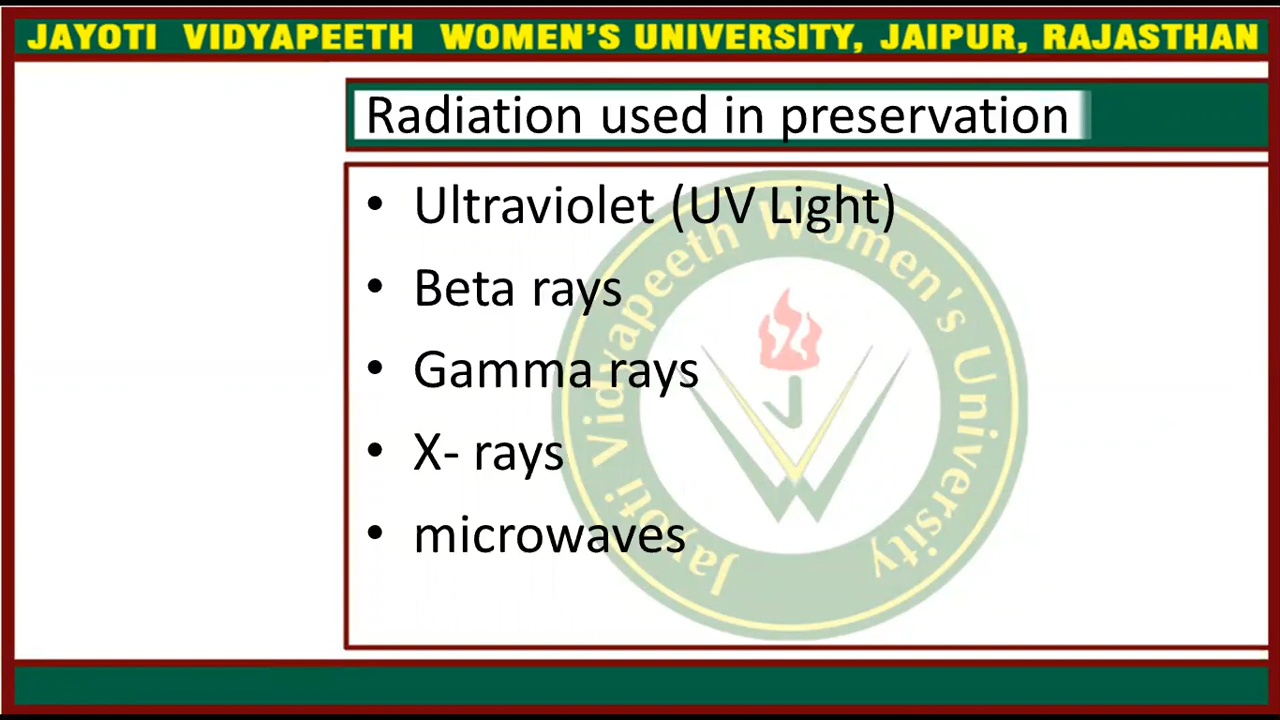 JAYOTI VIDYAPEETH WOMEN'S UNIVERSITY, JAIPUR, RAJASTHAN
Radiation used in preservation
• Ultraviolet (UV Light)
• Beta rays
• Gamma rays
• X- rays
• microwaves
Jayoti Vidyapeeth Women's University